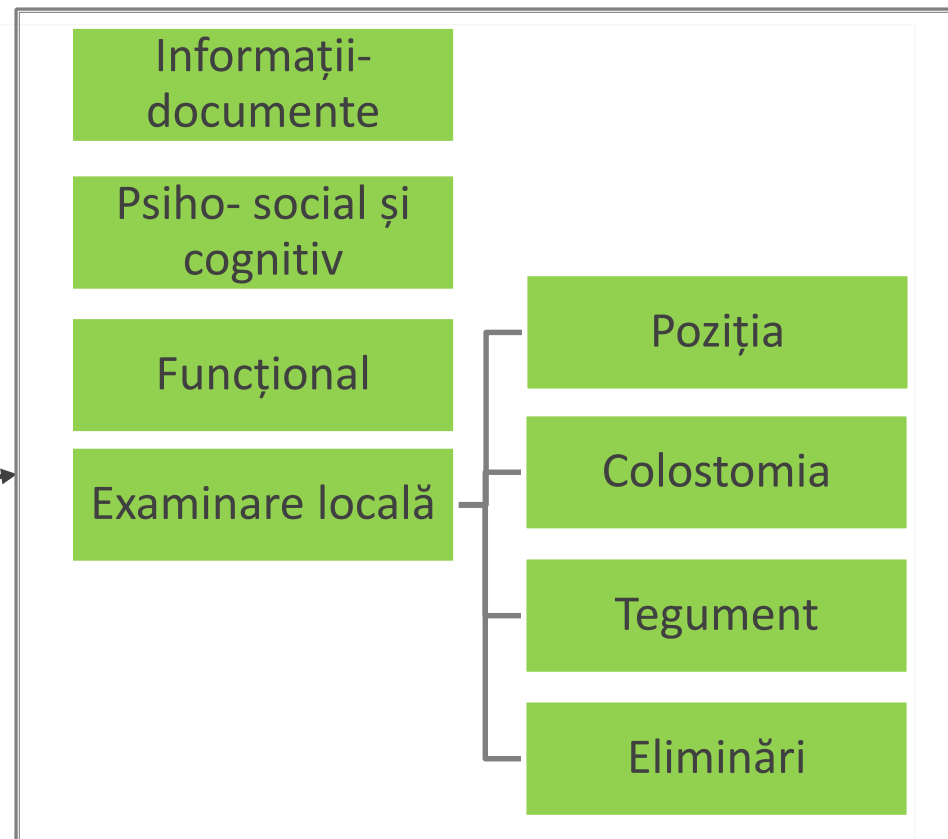 Informații-
documente
Psiho- social și
cognitiv
Funcțional
Examinare locală
Poziția
Colostomia
Tegument
Eliminări